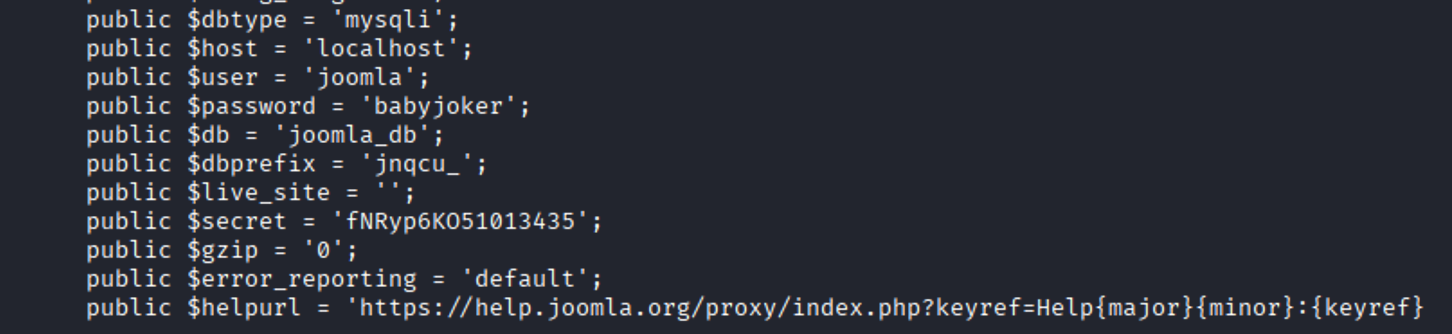 public $dbtype = 'mysqli';
public $host = 'localhost';
public $user = 'joomla';
public $password = 'babyjoker';
public $db = 'joomla_db';
public $dbprefix = 'jnqcu_';
public $live_site = '';
public $secret = 'fNRyp6KO51013435';
public $gzip = '0';
public $error_reporting = 'default';
public $helpurl = 'https://help.joomla.org/proxy/index.php?keyref=Help{major}{minor}:{keyref}